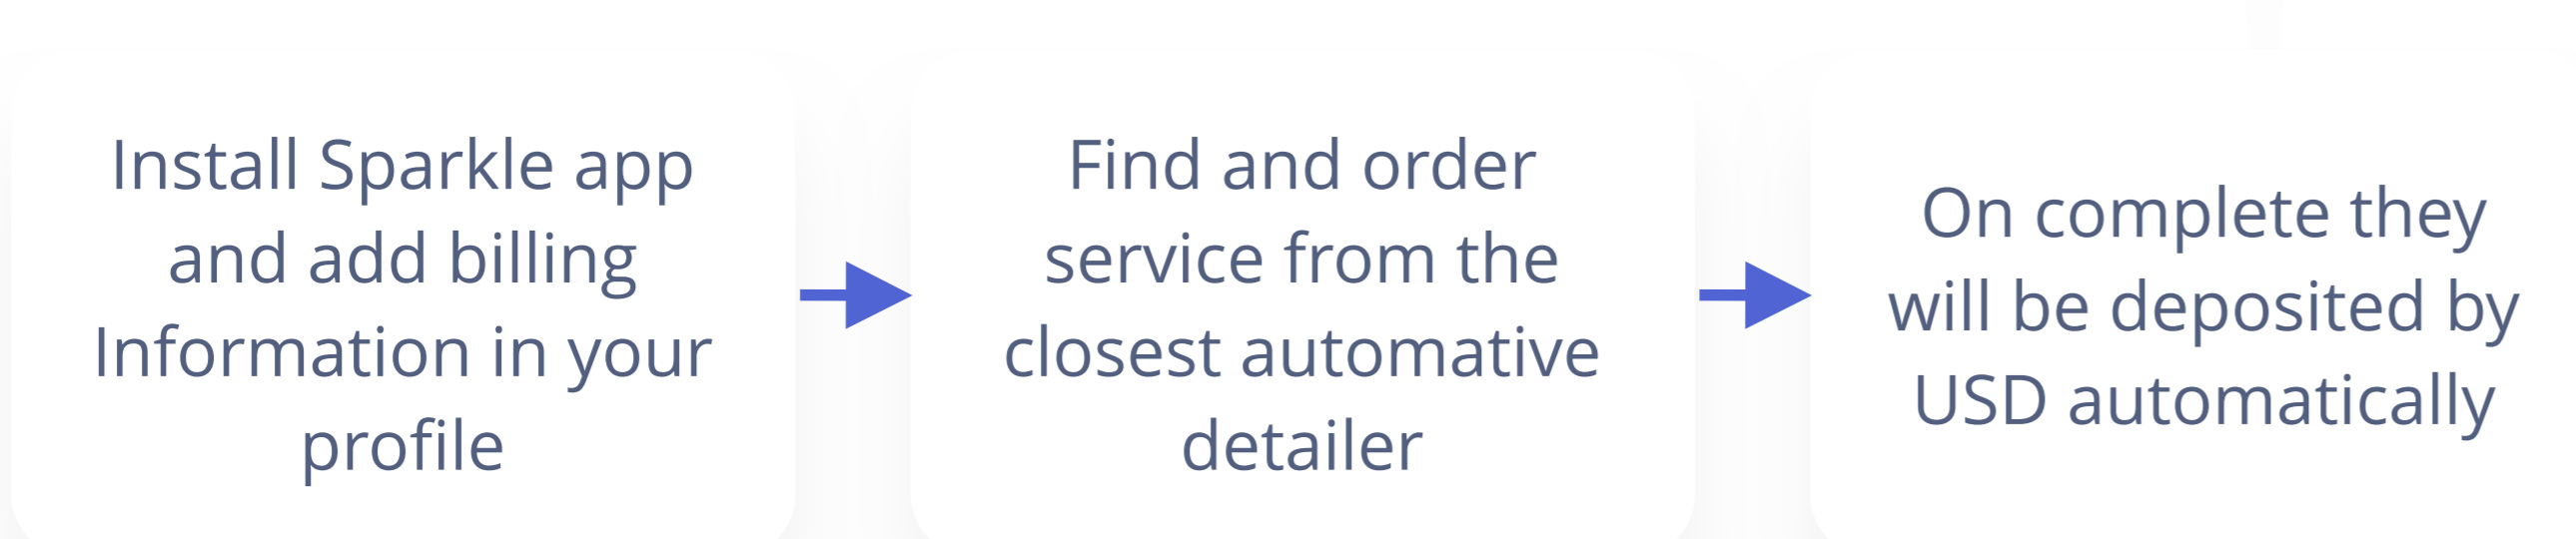 Install Sparkle app
and add billing
Information in your
profile
Find and order
service from the
closest automative
detailer
On complete they
will be deposited by
USD automatically